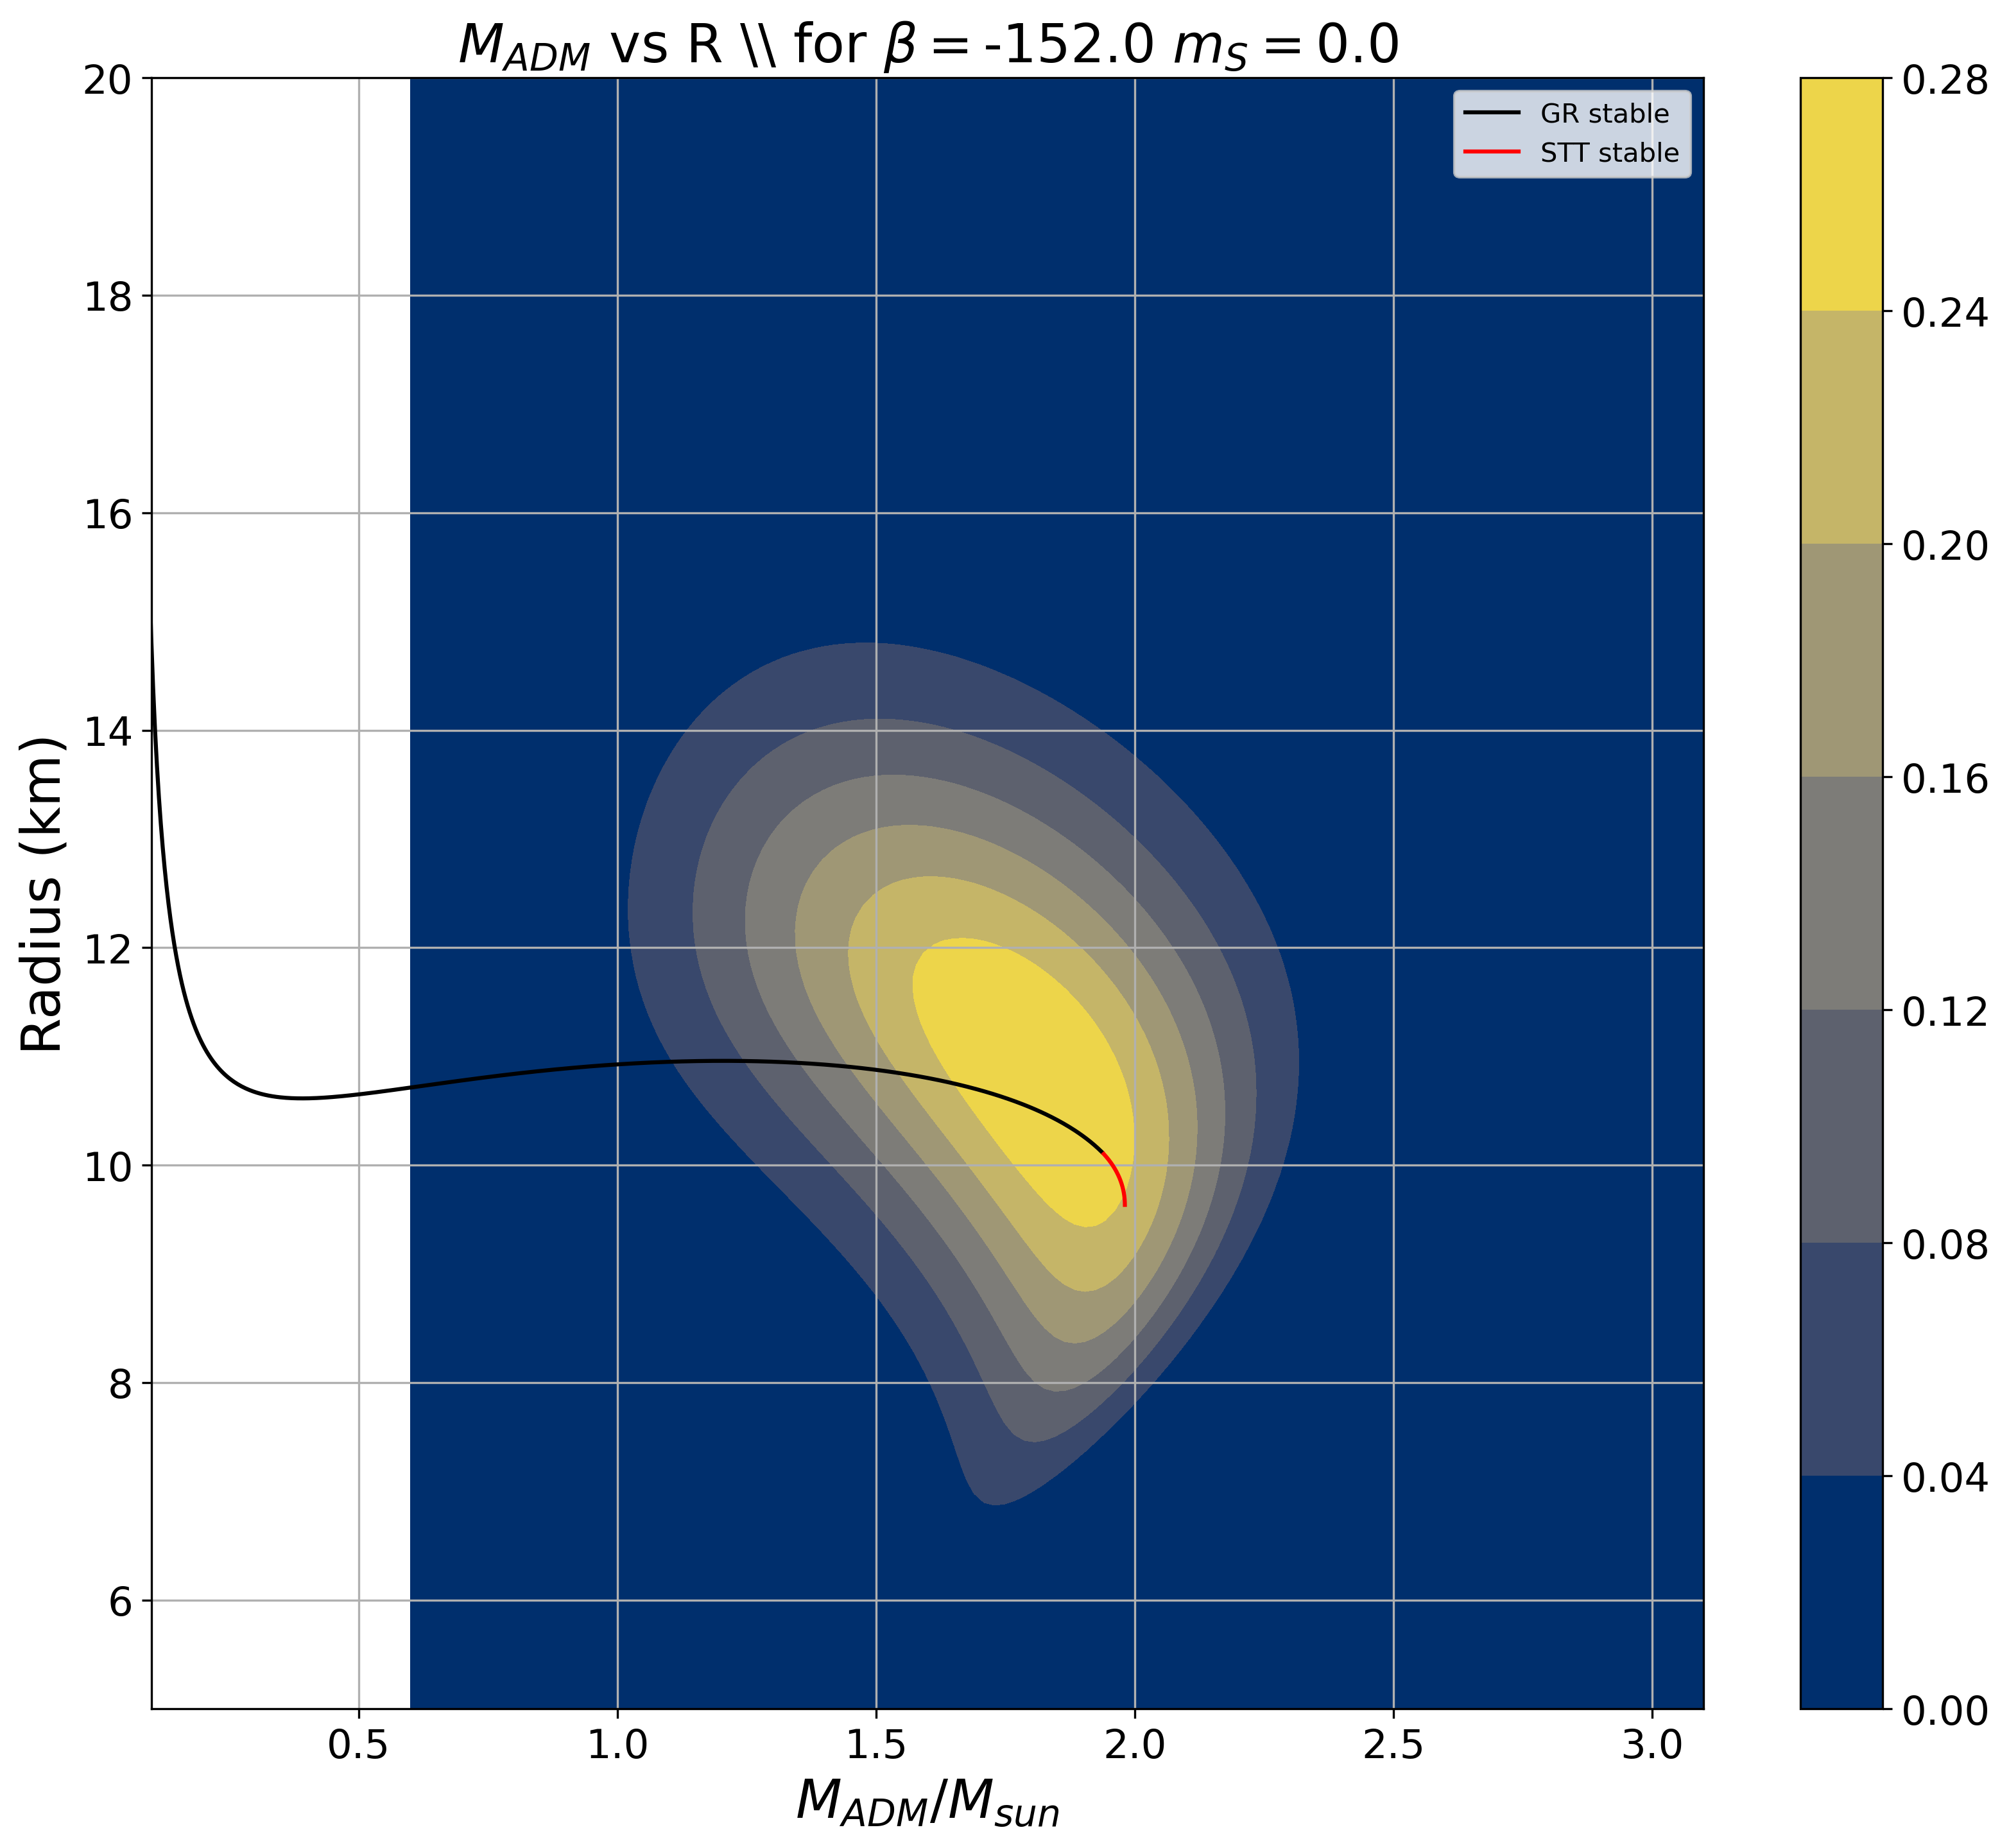 M_ADM vs R \\ for β = -152.0 m_S = 0.0
GR stable
STT stable
Radius (km)
20
18
16
14
12
10
8
6
0.5 1.0 1.5 2.0 2.5 3.0
M_ADM/M_sun
0.28
0.24
0.20
0.16
0.12
0.08
0.04
0.00